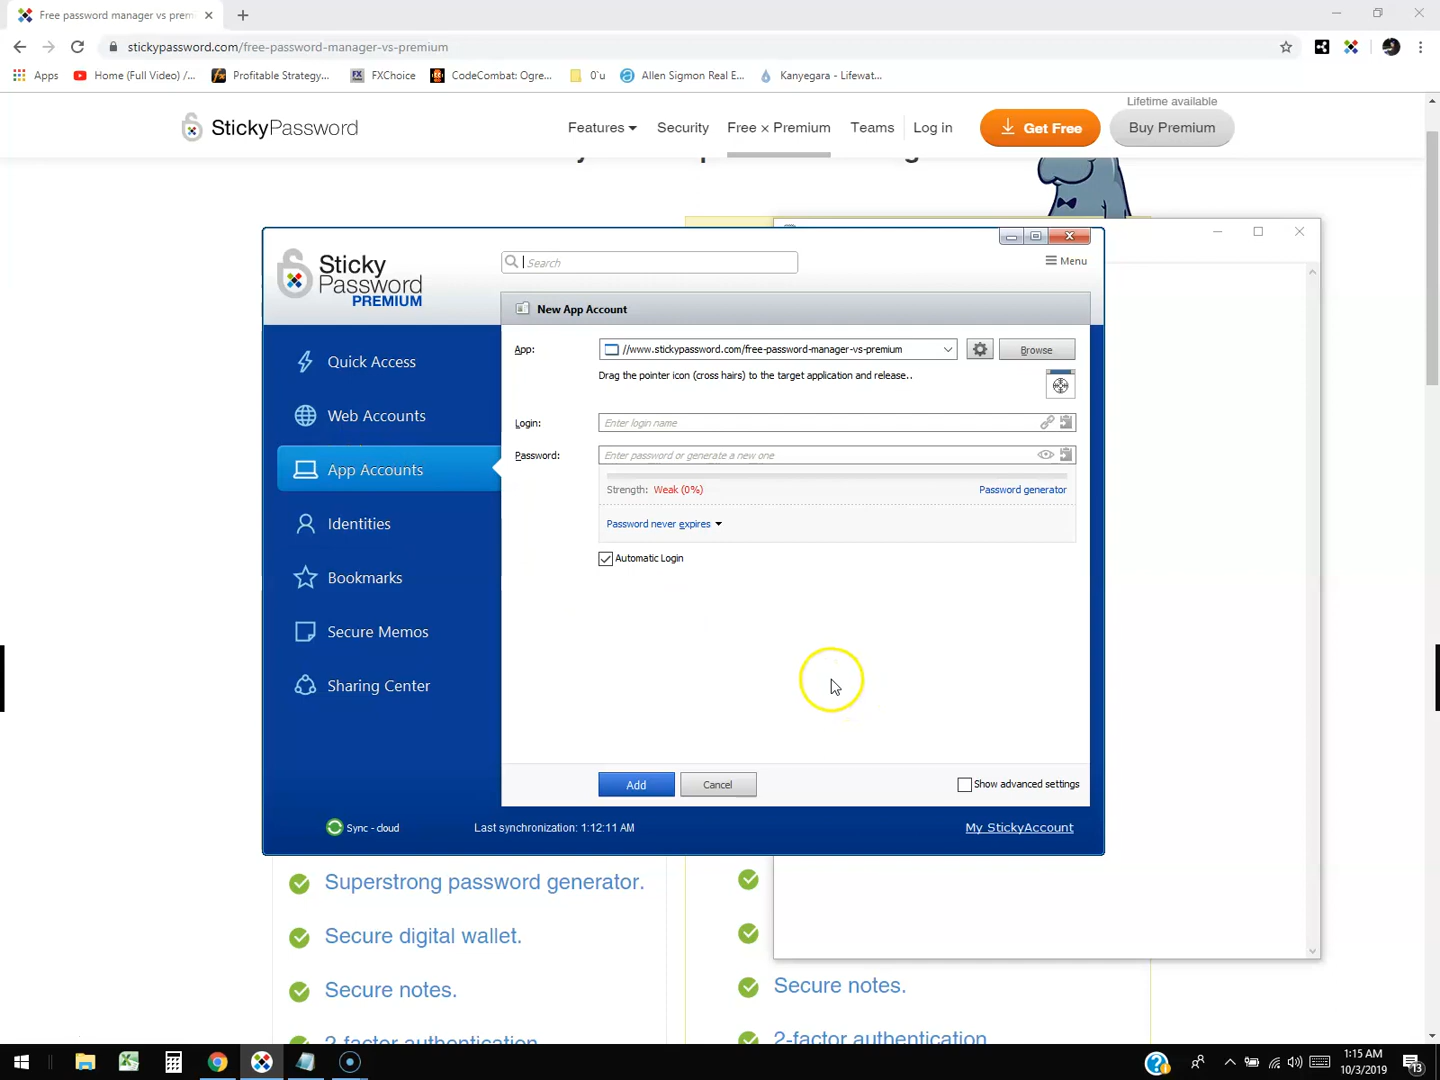 Free password manager vs prem
stickypassword.com/free-password-manager-vs-premium
Apps
Home (Full Video) /...
Profitable Strategy...
FXChoice
CodeCombat: Ogre...
0`u
Allen Sigmon Real E...
Kanyegara - Lifewat...
StickyPassword
Features
Security
Free × Premium
Teams
Log in
Get Free
Lifetime available
Buy Premium
Sticky Password
PREMIUM
Search
Menu
New App Account
App:
//www.stickypassword.com/free-password-manager-vs-premium
Browse
Drag the pointer icon (cross hairs) to the target application and release..
Login:
Enter login name
Password:
Enter password or generate a new one
Strength: Weak (0%)
Password generator
Password never expires
Automatic Login
Quick Access
Web Accounts
App Accounts
Identities
Bookmarks
Secure Memos
Sharing Center
Add
Cancel
Show advanced settings
Sync - cloud
Last synchronization: 1:12:11 AM
My StickyAccount
Superstrong password generator.
Secure digital wallet.
Secure notes.
2-factor authentication
Secure notes.
2-factor authentication
1:15 AM
10/3/2019
13